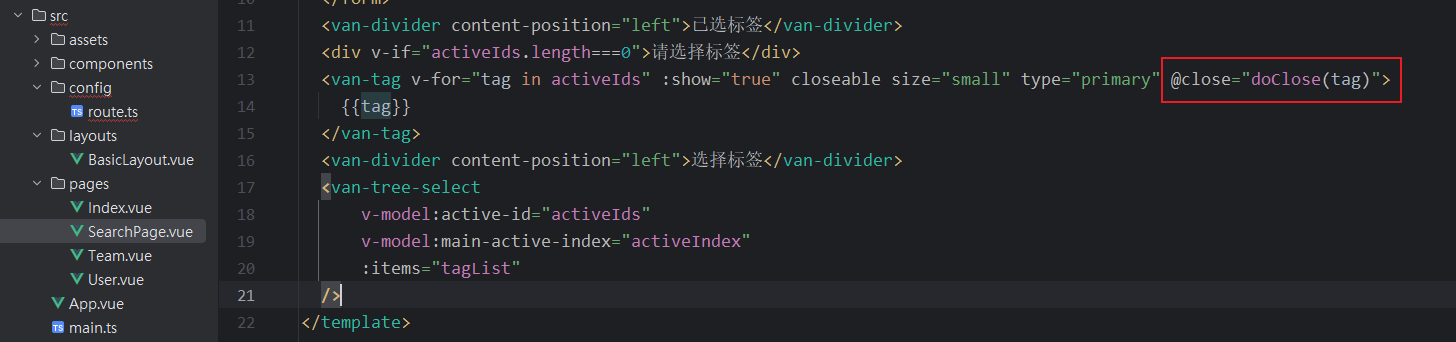 src
assets
components
config
route.ts
layouts
BasicLayout.vue
pages
Index.vue
SearchPage.vue
Team.vue
User.vue
App.vue
main.ts
11 <van-divider content-position="left">已选标签</van-divider>
12 <div v-if="activeIds.length===0">请选择标签</div>
13 <van-tag v-for="tag in activeIds" :show="true" closeable size="small" type="primary" @close="doClose(tag)">
14 {{tag}}
15 </van-tag>
16 <van-divider content-position="left">选择标签</van-divider>
17 <van-tree-select
18 v-model:active-id="activeIds"
19 v-model:main-active-index="activeIndex"
20 :items="tagList"
21 />
22 </template>